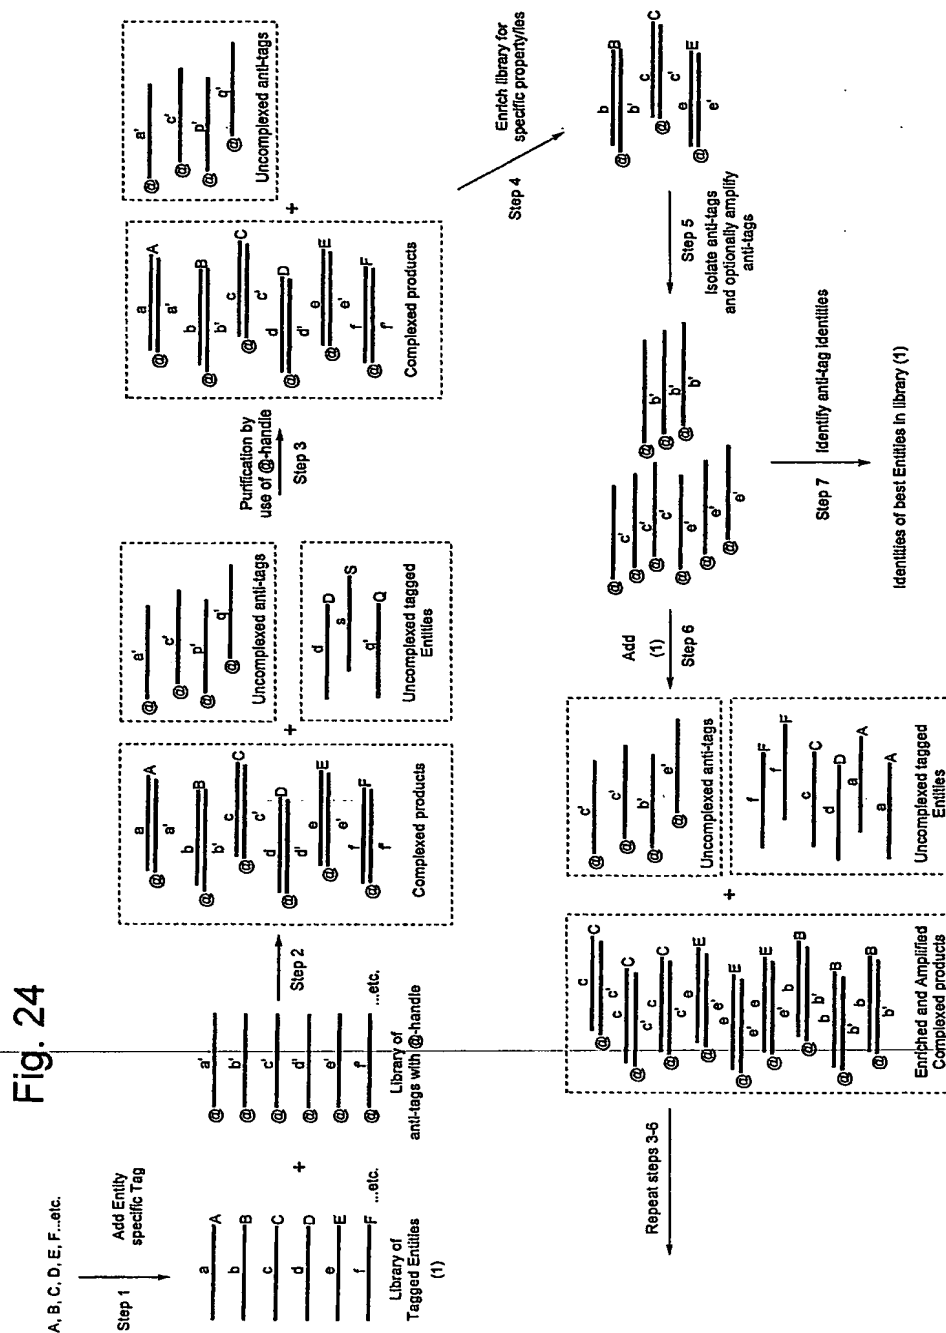 Fig. 24
A, B, C, D, E, F...etc.
Step 1
Add Entity
specific Tag
a
A
b
B
c
C
d
D
e
E
f
F
...etc.
Library of
Tagged Entities
(1)
+
@
a'
@
b'
@
c'
@
d'
@
e'
@
f
...etc.
Library of
anti-tags with @-handle
Step 2
a
A
@
a'
b
B
@
b'
c
C
@
c'
d
D
@
d'
e
E
@
e'
f
F
@
f'
Complexed products
+
@
a'
@
c'
@
p'
@
q'
Uncomplexed anti-tags
d
D
s
S
q'
Q
Uncomplexed tagged
Entities
Purification by
use of @-handle
Step 3
a
A
@
a'
b
B
@
b'
c
C
@
c'
d
D
@
d'
e
E
@
e'
f
F
@
f'
Complexed products
+
@
a'
@
c'
@
p'
@
q'
Uncomplexed anti-tags
Step 4
Enrich library for
specific property/ies
b
B
@
b'
c
C
@
c'
e
E
@
e'
Step 5
Isolate anti-tags
and optionally amplify
anti-tags
@
c'
@
c'
@
c'
@
e'
@
e'
@
e'
@
b'
@
b'
@
b'
Step 7
Identify anti-tag identities
Identities of best Entities in library (1)
Add
(1)
Step 6
@
c'
@
c'
@
b'
@
e'
Uncomplexed anti-tags
f
F
f
F
c
C
d
D
a
A
a
A
Uncomplexed tagged
Entities
+
c
C
@
c'
c
C
@
c'
c
C
@
c'
e
E
@
e'
e
E
@
e'
e
E
@
e'
b
B
@
b'
b
B
@
b'
b
B
@
b'
Enriched and Amplified
Complexed products
Repeat steps 3-6